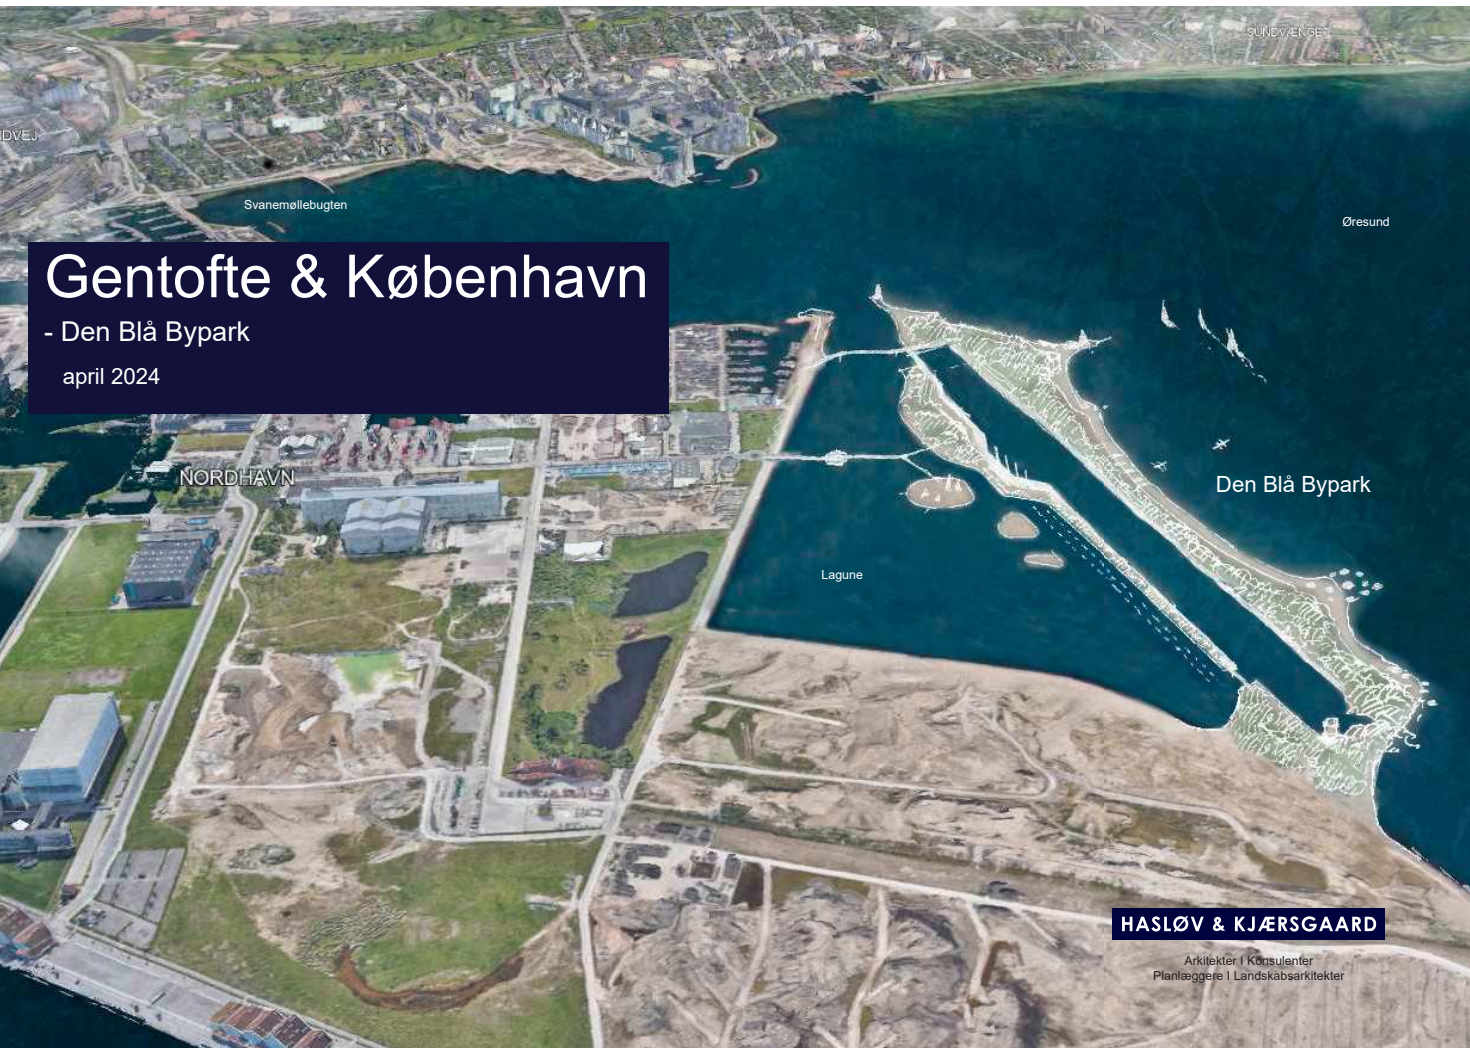 SUNDVÆNGET
Svanemøllebugten
Øresund
Gentofte & København
- Den Blå Bypark
april 2024
NORDHAVN
Den Blå Bypark
Lagune
HASLØV & KJÆRSGAARD
Arkitekter I Konsulenter
Planlæggere I Landskabsarkitekter